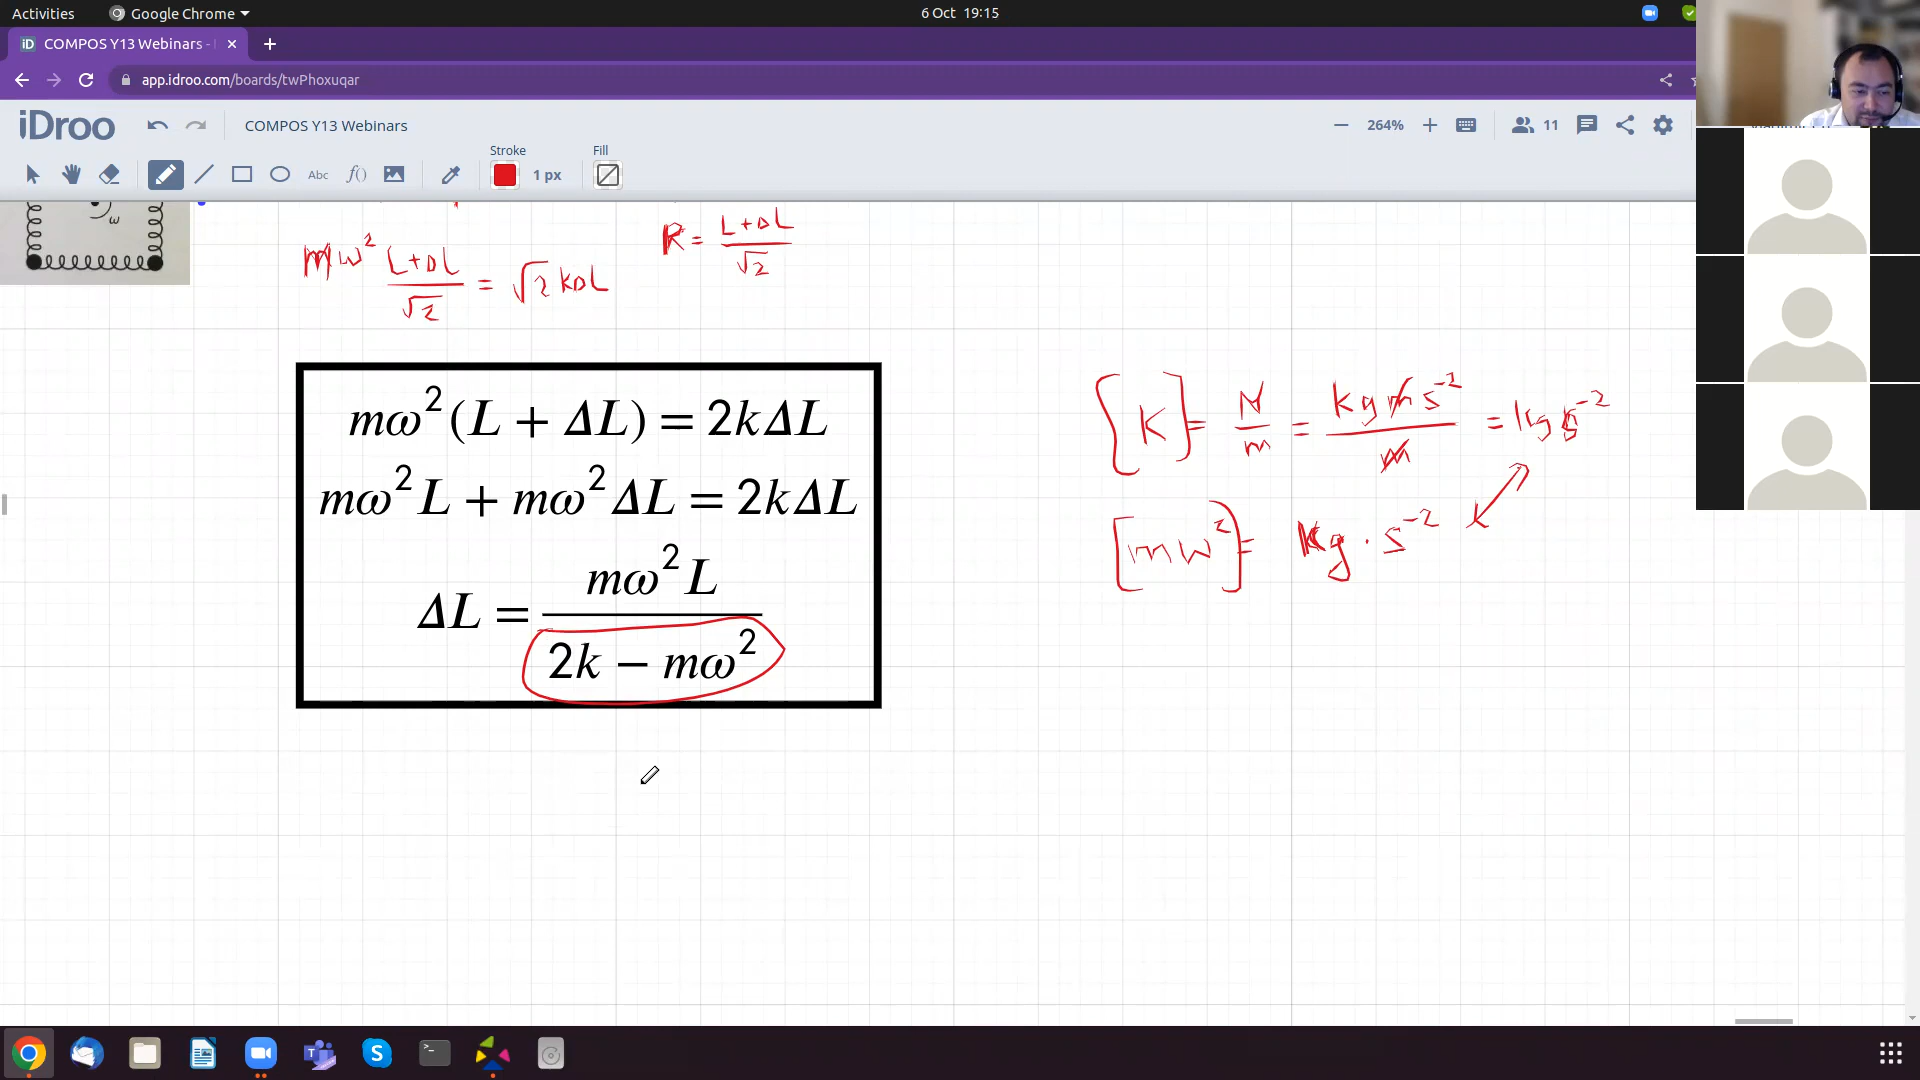 Activities
Google Chrome
6 Oct 19:15
iD COMPOS Y13 Webinars -
app.idroo.com/boards/twPhoxuqar
iDroo
COMPOS Y13 Webinars
264%
11
Stroke
Fill
Abc
f()
1 px
ω
mω² (L+ΔL)/√2 = √2 kΔL
R = (L+ΔL)/√2
mω²(L + ΔL) = 2kΔL
mω²L + mω²ΔL = 2kΔL
ΔL = mω²L / (2k − mω²)
[K] = N/m = kg m s⁻² / m = kg s⁻²
[mω²] = kg · s⁻²